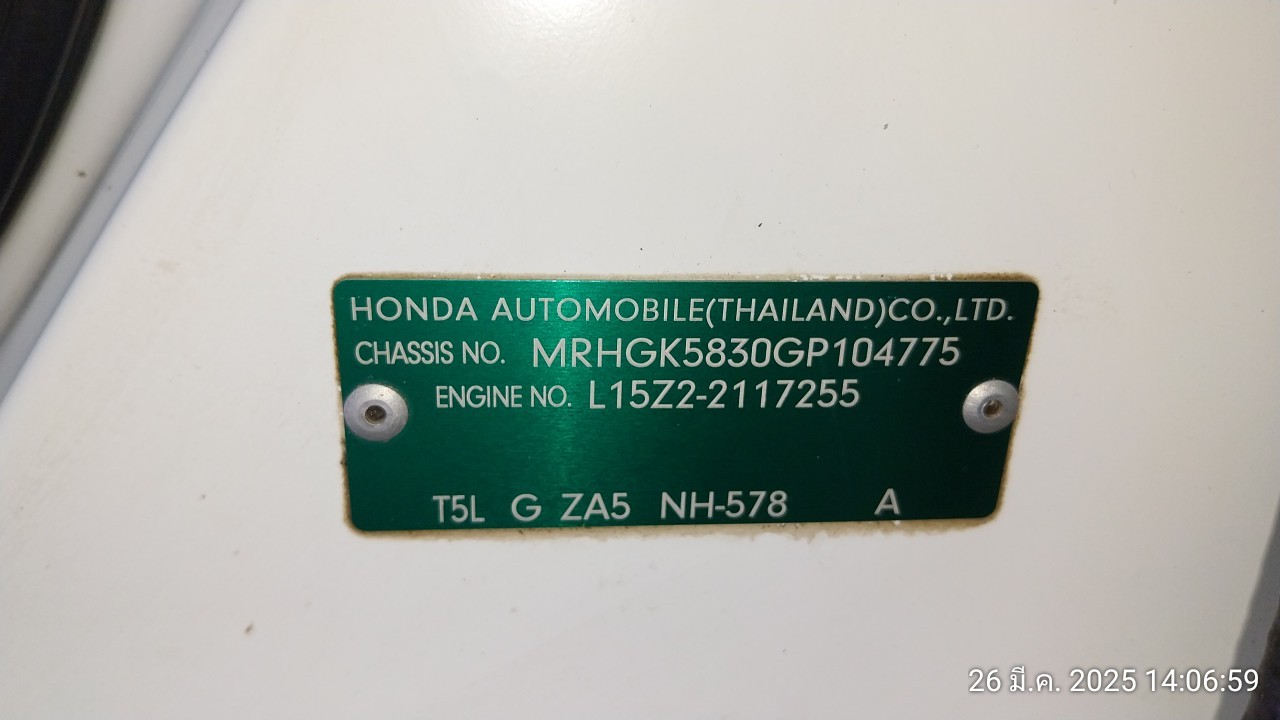 HONDA AUTOMOBILE(THAILAND)CO.,LTD.
CHASSIS NO. MRHGK5830GP104775
ENGINE NO. L15Z2-2117255
T5L G ZA5 NH-578 A
26 มี.ค. 2025 14:06:59